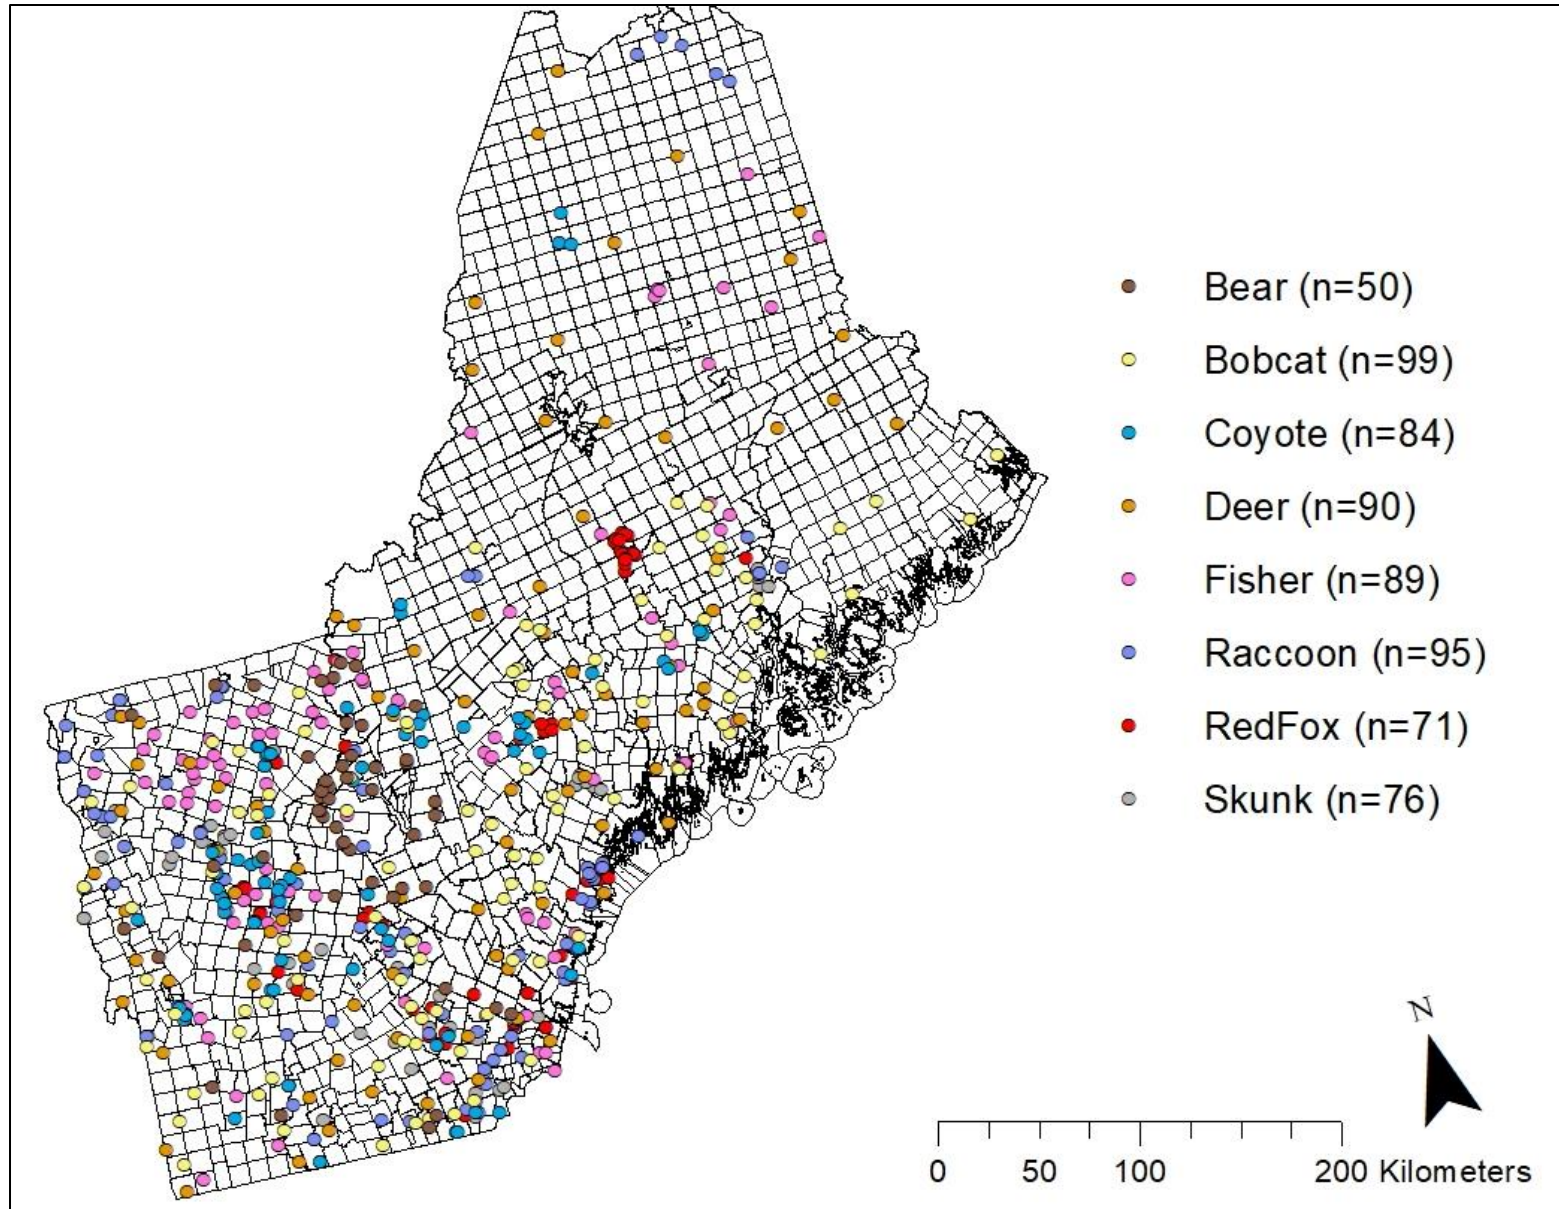 Bear (n=50)
Bobcat (n=99)
Coyote (n=84)
Deer (n=90)
Fisher (n=89)
Raccoon (n=95)
RedFox (n=71)
Skunk (n=76)
N
0 50 100 200 Kilometers